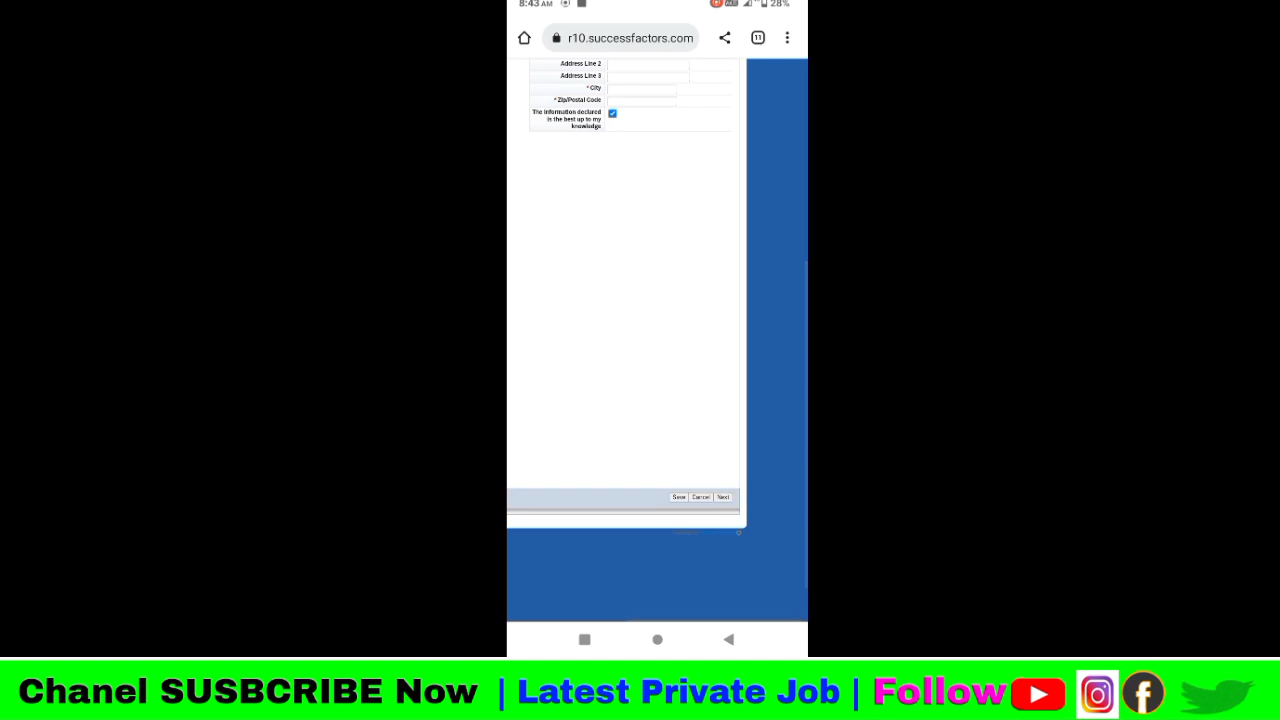 8:43 AM 28%
r10.successfactors.com 11
Address Line 2
Address Line 3
* City
* Zip/Postal Code
The information declared
is the best up to my
knowledge
Save Cancel Next
Chanel SUSBCRIBE Now | Latest Private Job | Follow